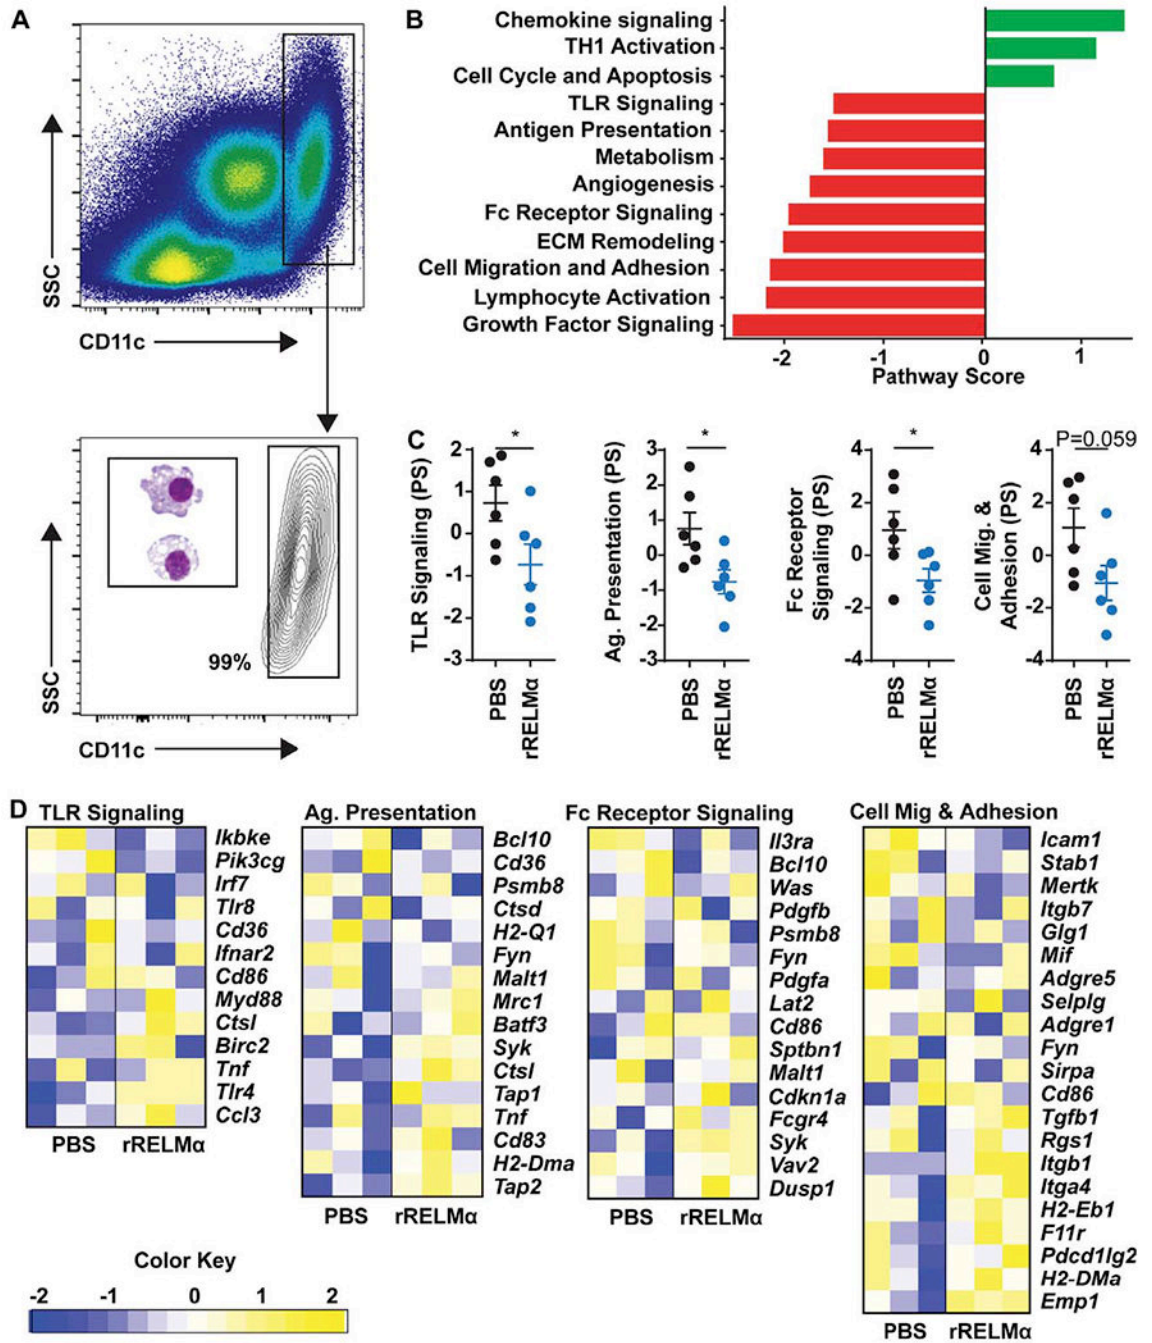 A
SSC
CD11c
99%
SSC
CD11c
B
Chemokine signaling
TH1 Activation
Cell Cycle and Apoptosis
TLR Signaling
Antigen Presentation
Metabolism
Angiogenesis
Fc Receptor Signaling
ECM Remodeling
Cell Migration and Adhesion
Lymphocyte Activation
Growth Factor Signaling
-2 -1 0 1
Pathway Score
C
TLR Signaling (PS)
2
1
0
-1
-2
-3
*
PBS
rRELMα
Ag. Presentation (PS)
3
2
1
0
-1
-2
-3
*
PBS
rRELMα
Fc Receptor
Signaling (PS)
4
2
0
-2
-4
*
PBS
rRELMα
Cell Mig. &
Adhesion (PS)
4
2
0
-2
-4
P=0.059
PBS
rRELMα
D
TLR Signaling
Ikbke
Pik3cg
Irf7
Tlr8
Cd36
Ifnar2
Cd86
Myd88
Ctsl
Birc2
Tnf
Tlr4
Ccl3
PBS rRELMα
Ag. Presentation
Bcl10
Cd36
Psmb8
Ctsd
H2-Q1
Fyn
Malt1
Mrc1
Batf3
Syk
Ctsl
Tap1
Tnf
Cd83
H2-Dma
Tap2
PBS rRELMα
Fc Receptor Signaling
Il3ra
Bcl10
Was
Pdgfb
Psmb8
Fyn
Pdgfa
Lat2
Cd86
Sptbn1
Malt1
Cdkn1a
Fcgr4
Syk
Vav2
Dusp1
PBS rRELMα
Cell Mig & Adhesion
Icam1
Stab1
Mertk
Itgb7
Glg1
Mif
Adgre5
Selplg
Adgre1
Fyn
Sirpa
Cd86
Tgfb1
Rgs1
Itgb1
Itga4
H2-Eb1
F11r
Pdcd1lg2
H2-DMa
Emp1
PBS rRELMα
Color Key
-2 -1 0 1 2